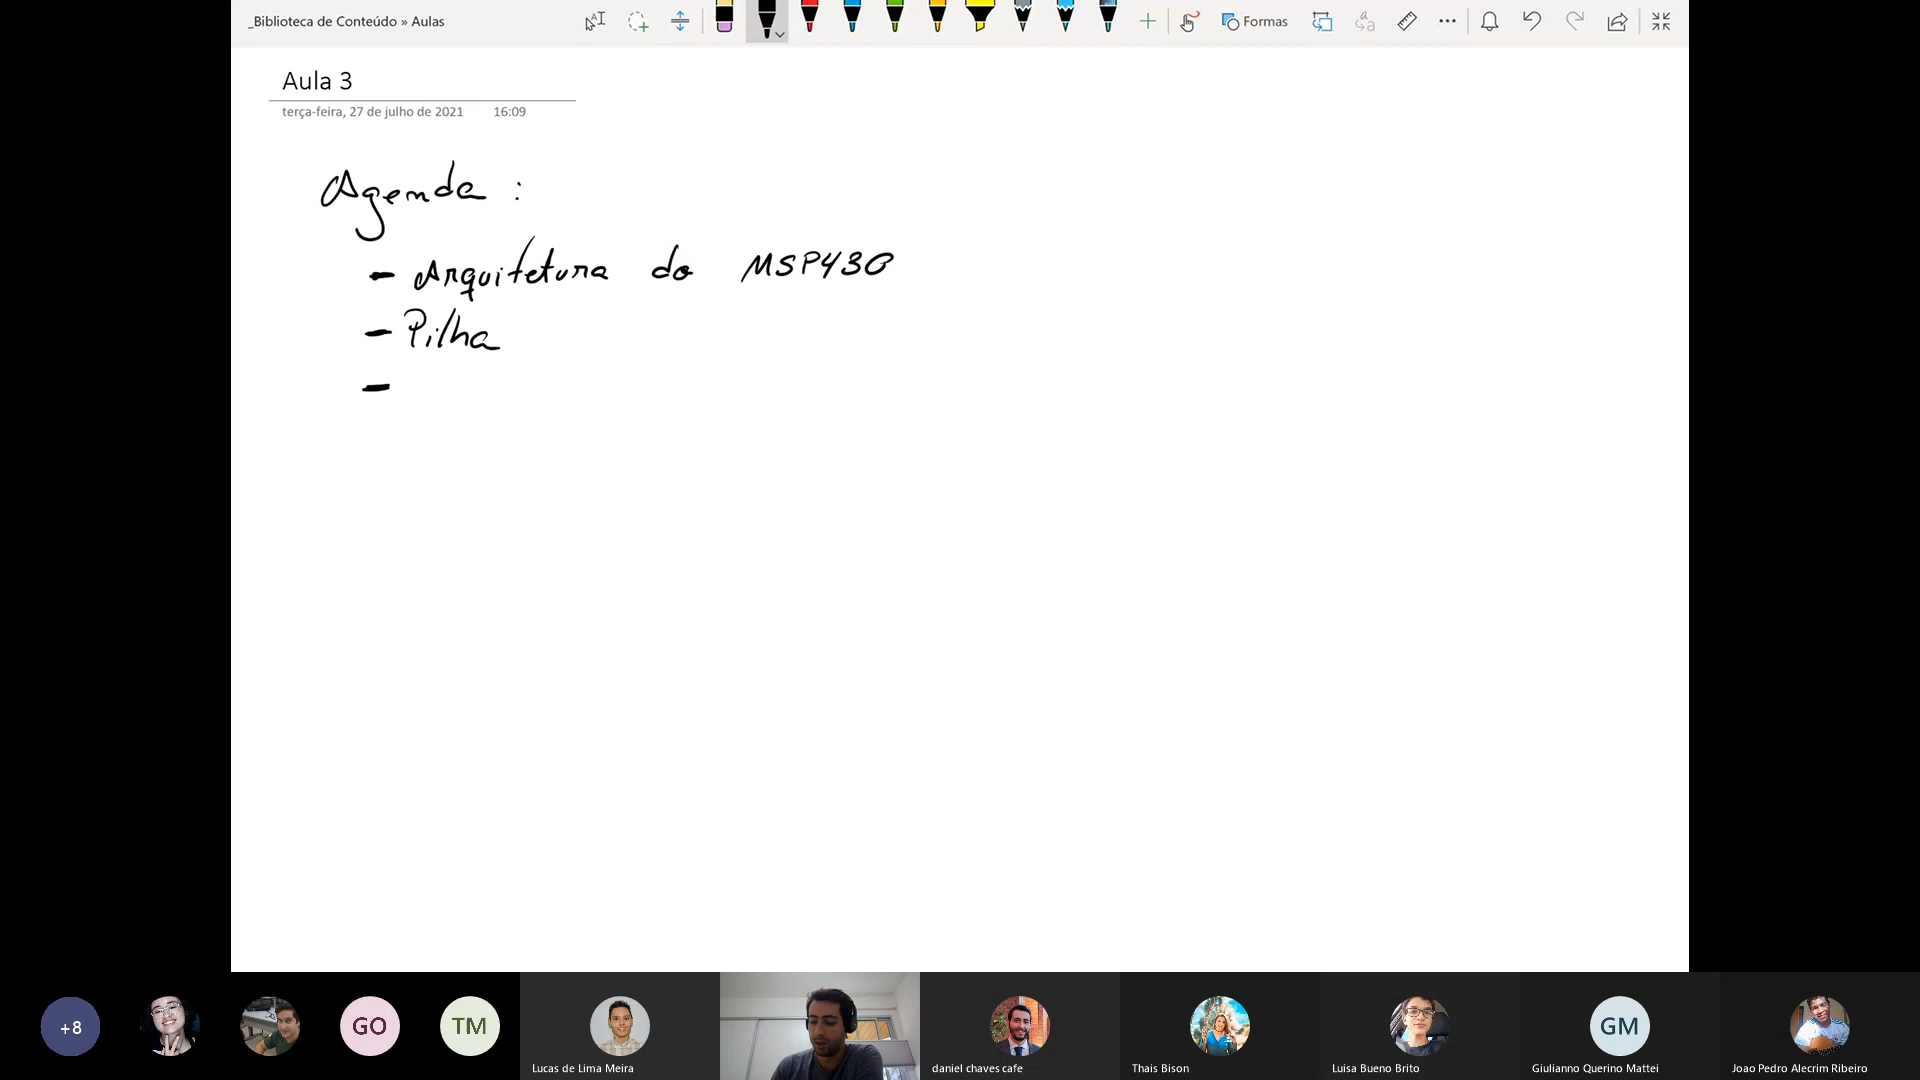 _Biblioteca de Conteúdo » Aulas
Formas
Aula 3
terça-feira, 27 de julho de 2021 16:09
Agenda :
- Arquitetura do MSP430
- Pilha
-
+8
GO
TM
GM
Lucas de Lima Meira
daniel chaves cafe
Thais Bison
Luisa Bueno Brito
Giulianno Querino Mattei
Joao Pedro Alecrim Ribeiro